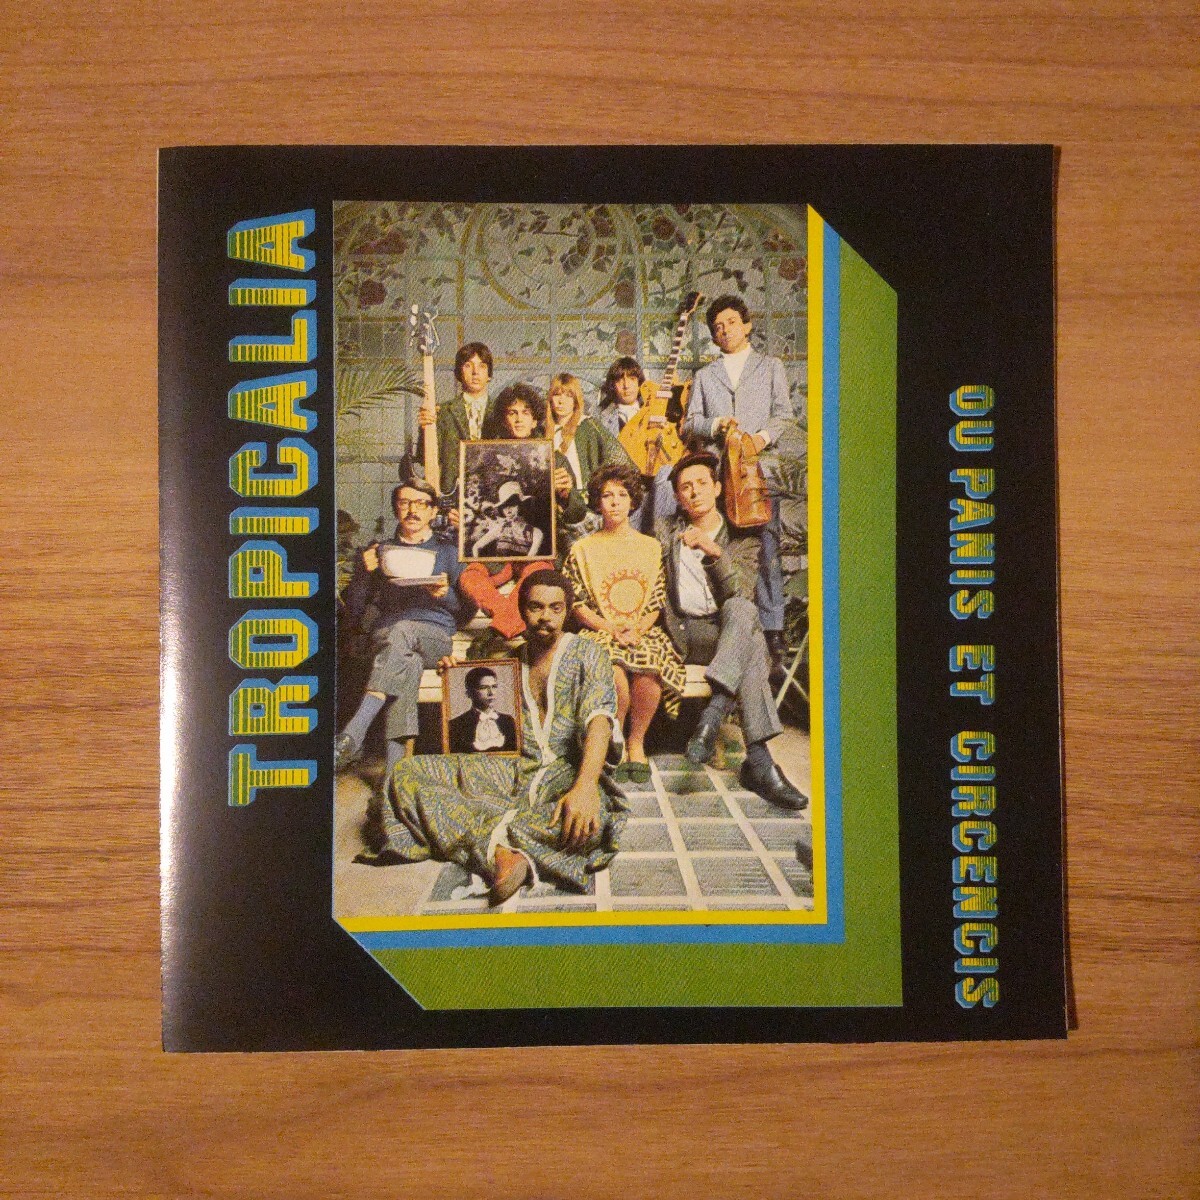 TROPICALIA
OU PANIS ET CIRCENCIS